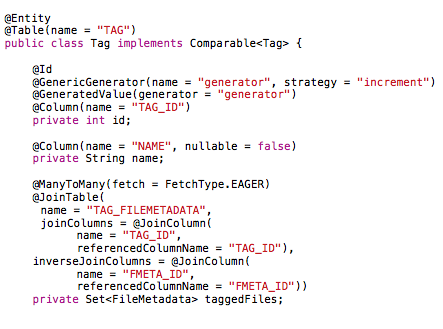 @Entity
@Table(name = "TAG")
public class Tag implements Comparable<Tag> {
@Id
@GenericGenerator(name = "generator", strategy = "increment")
@GeneratedValue(generator = "generator")
@Column(name = "TAG_ID")
private int id;
@Column(name = "NAME", nullable = false)
private String name;
@ManyToMany(fetch = FetchType.EAGER)
@JoinTable(
name = "TAG_FILEMETADATA",
joinColumns = @JoinColumn(
name = "TAG_ID",
referencedColumnName = "TAG_ID"),
inverseJoinColumns = @JoinColumn(
name = "FMETA_ID",
referencedColumnName = "FMETA_ID"))
private Set<FileMetadata> taggedFiles;